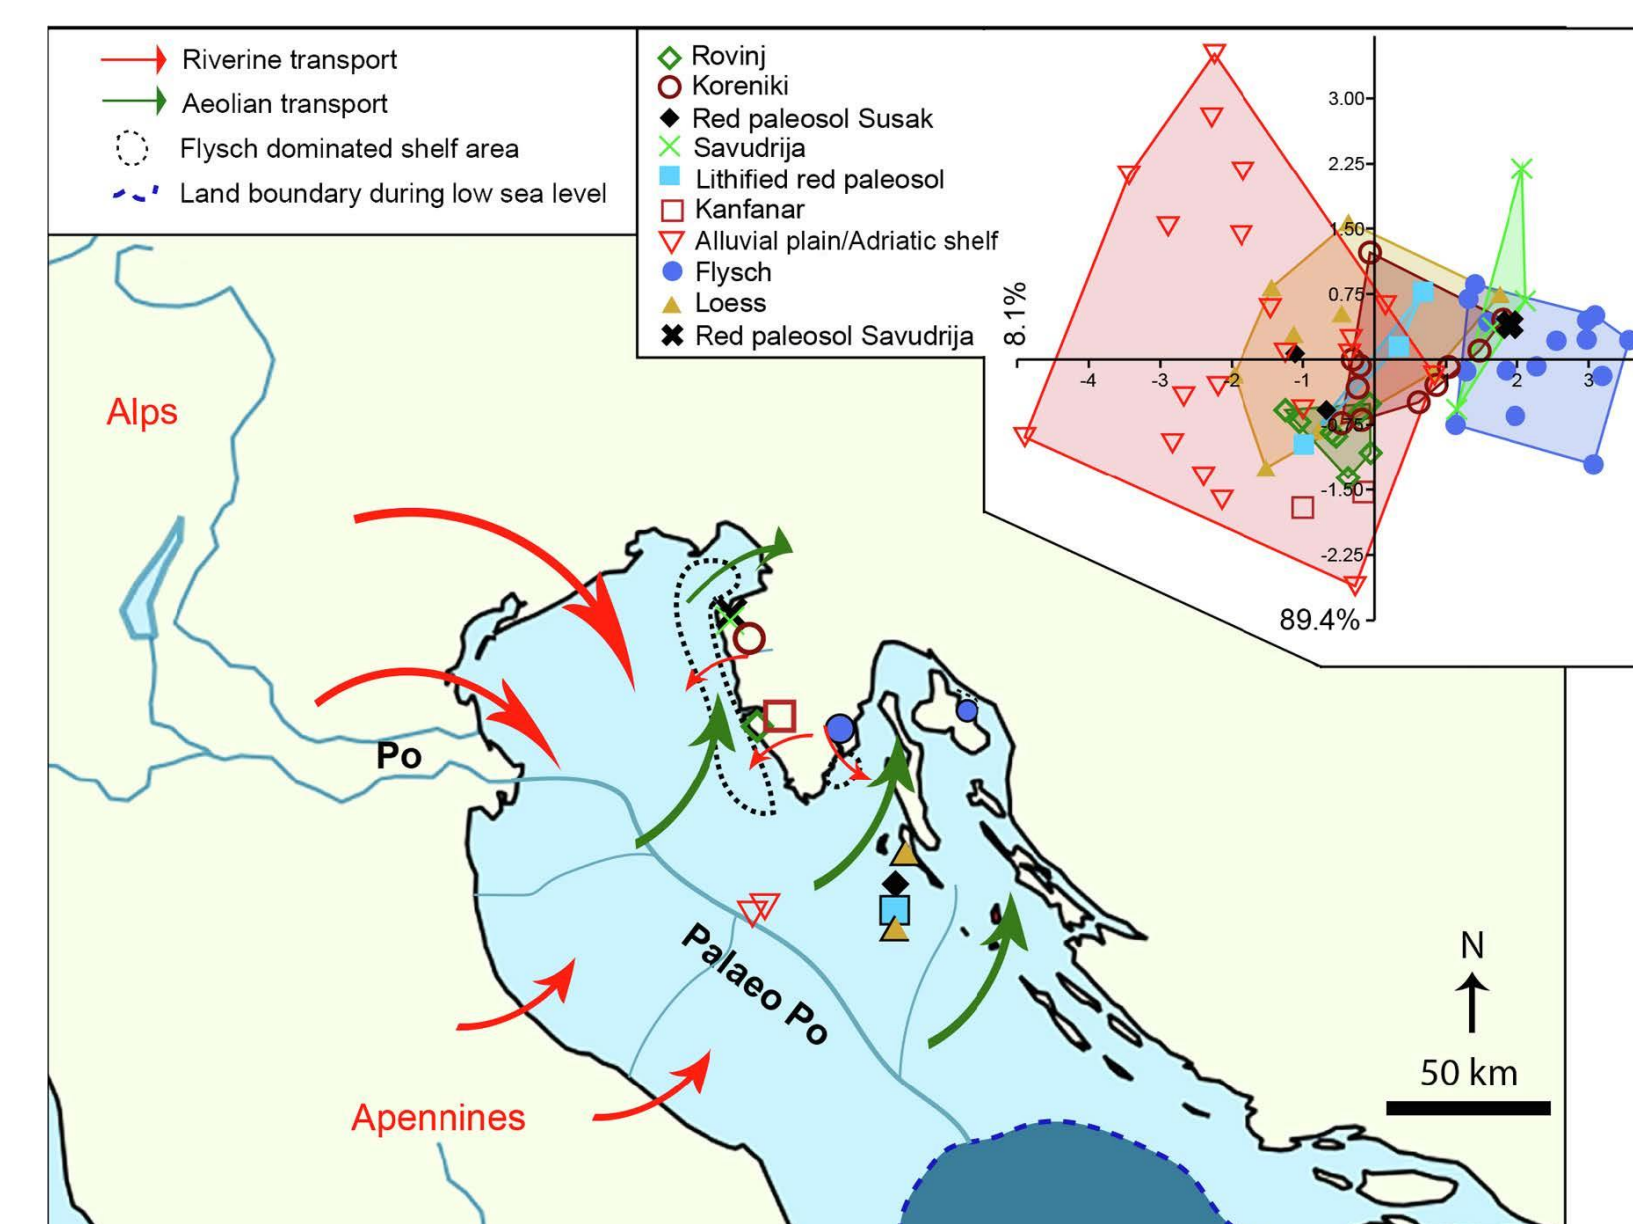 Riverine transport
Aeolian transport
Flysch dominated shelf area
Land boundary during low sea level
Rovinj
Koreniki
Red paleosol Susak
Savudrija
Lithified red paleosol
Kanfanar
Alluvial plain/Adriatic shelf
Flysch
Loess
Red paleosol Savudrija
3.00
2.25
1.50
0.75
8.1%
-4
-3
-2
-1
2
3
-0.75
-1.50
-2.25
89.4%
Alps
Po
Palaeo Po
Apennines
N
50 km